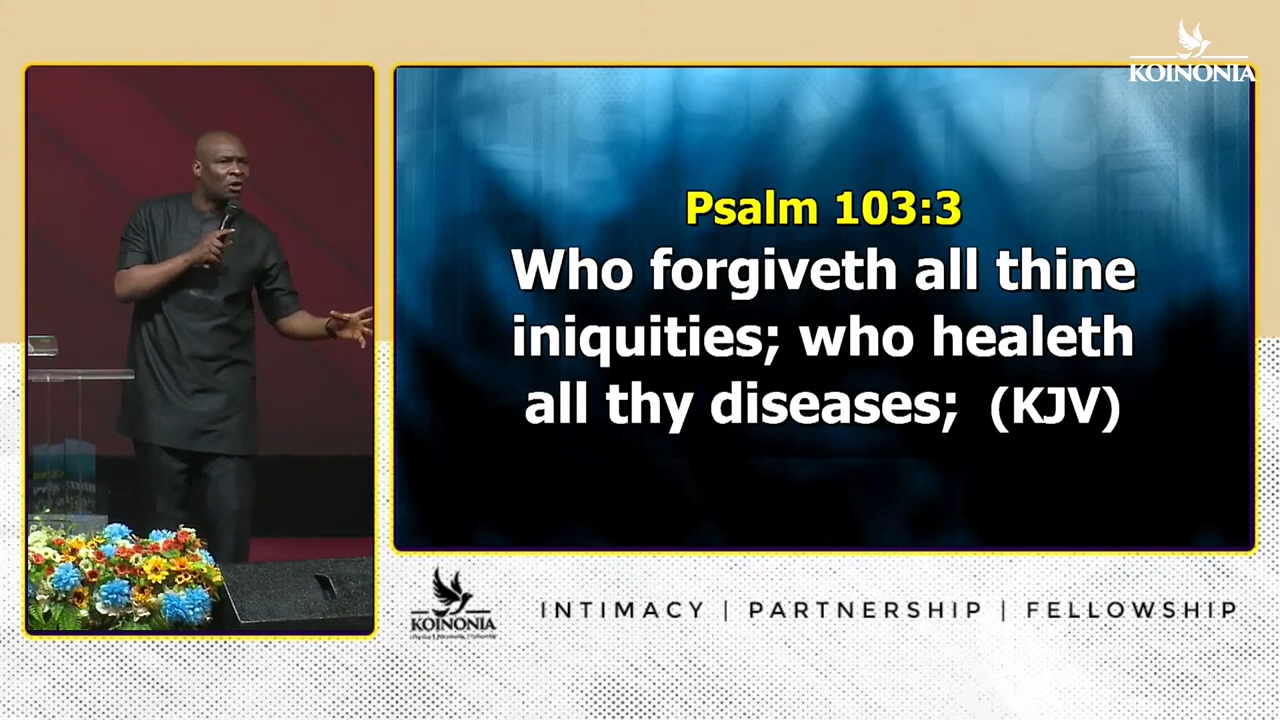 KOINONIA
Psalm 103:3
Who forgiveth all thine
iniquities; who healeth
all thy diseases; (KJV)
KOINONIA
INTIMACY | PARTNERSHIP | FELLOWSHIP